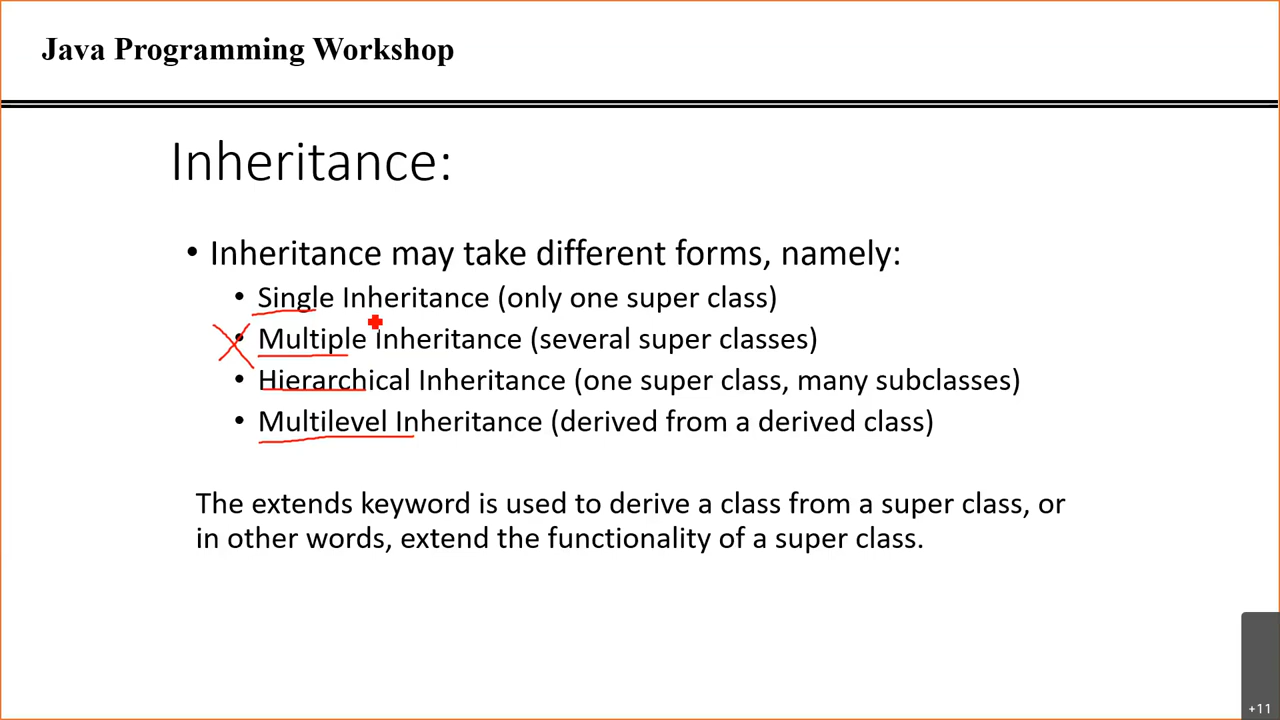 Java Programming Workshop
Inheritance:
• Inheritance may take different forms, namely:
• Single Inheritance (only one super class)
• Multiple Inheritance (several super classes)
• Hierarchical Inheritance (one super class, many subclasses)
• Multilevel Inheritance (derived from a derived class)
The extends keyword is used to derive a class from a super class, or
in other words, extend the functionality of a super class.
+11